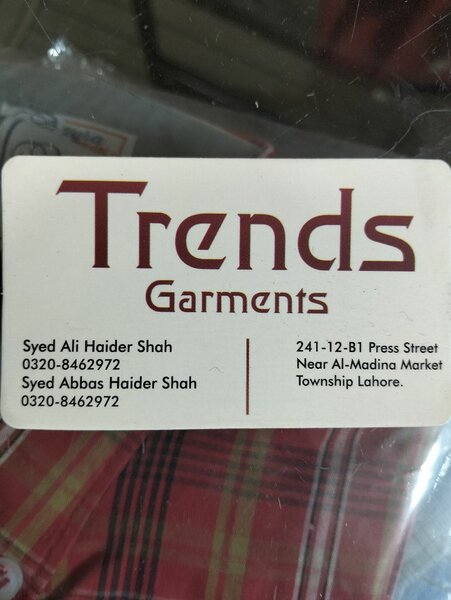 Trends
Garments
Syed Ali Haider Shah
0320-8462972
Syed Abbas Haider Shah
0320-8462972
241-12-B1 Press Street
Near Al-Madina Market
Township Lahore.